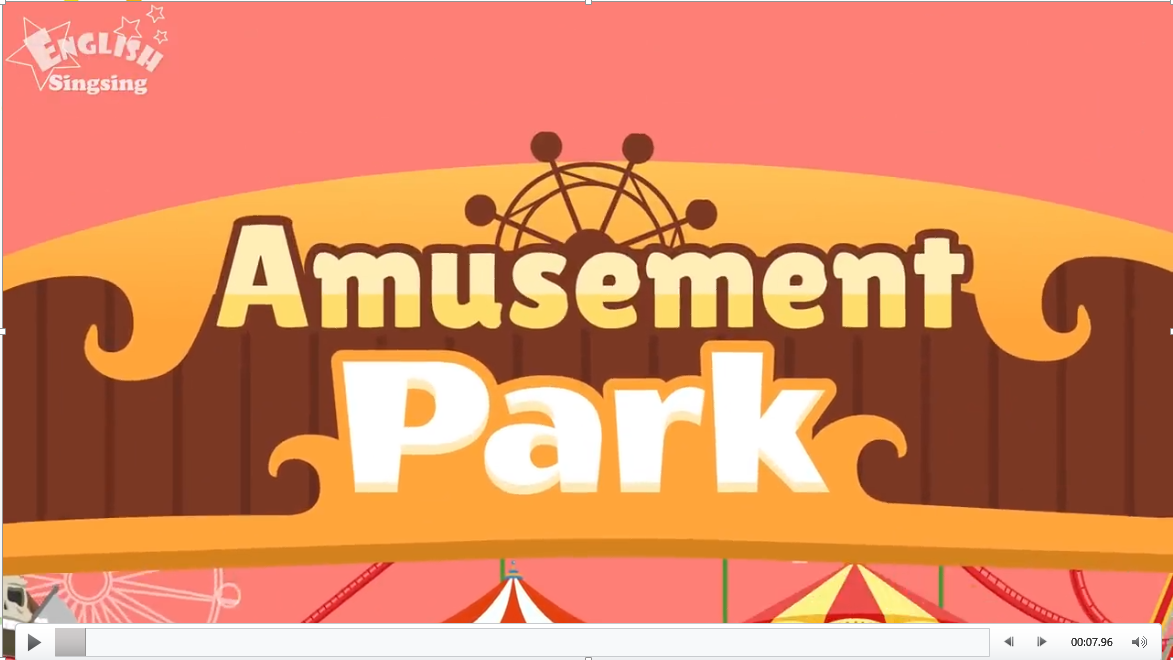 ENGLISH
Singsing
Amusement
Park
00:07.96